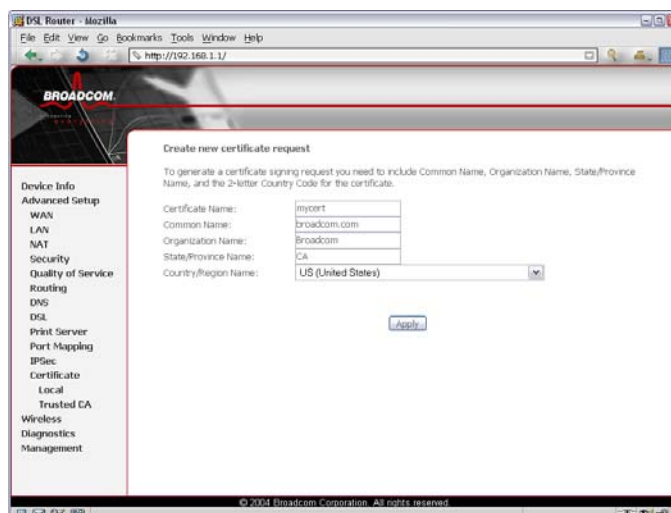 DSL Router - Mozilla
File Edit View Go Bookmarks Tools Window Help
http://192.168.1.1/
BROADCOM.
Create new certificate request
To generate a certificate signing request you need to include Common Name, Organization Name, State/Province
Name, and the 2-letter Country Code for the certificate.
Certificate Name: mycert
Common Name: broadcom.com
Organization Name: Broadcom
State/Province Name: CA
Country/Region Name: US (United States)
Apply
Device Info
Advanced Setup
WAN
LAN
NAT
Security
Quality of Service
Routing
DNS
DSL
Print Server
Port Mapping
IPSec
Certificate
Local
Trusted CA
Wireless
Diagnostics
Management
© 2004 Broadcom Corporation. All rights reserved.